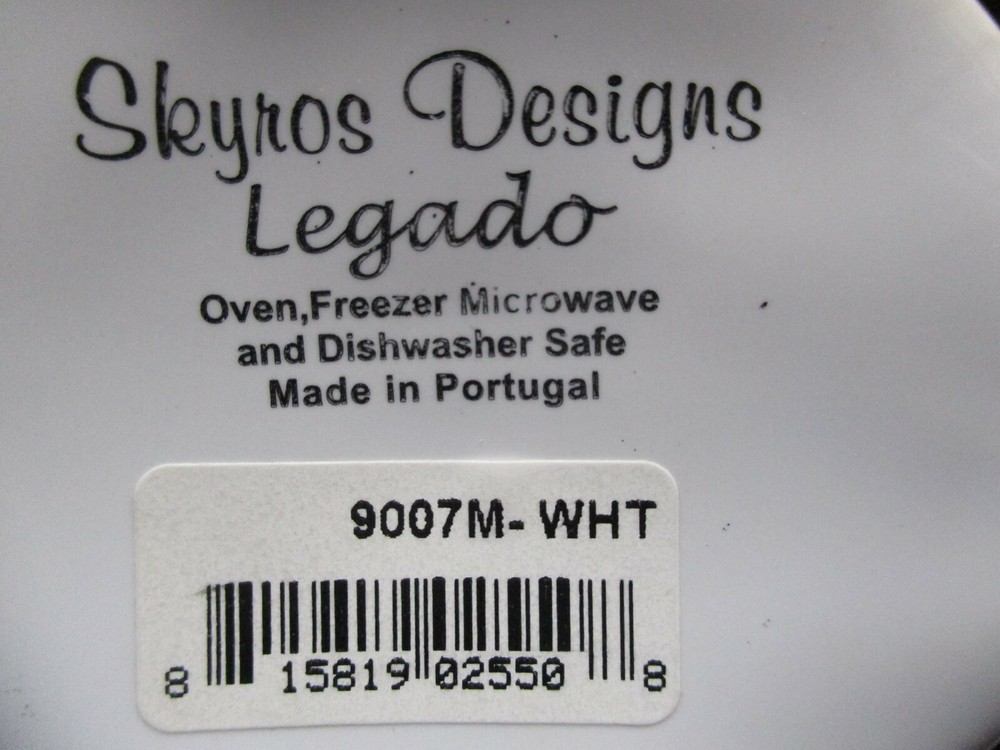 Skyros Designs
Legado
Oven,Freezer Microwave
and Dishwasher Safe
Made in Portugal
9007M- WHT
8 15819 02550 8